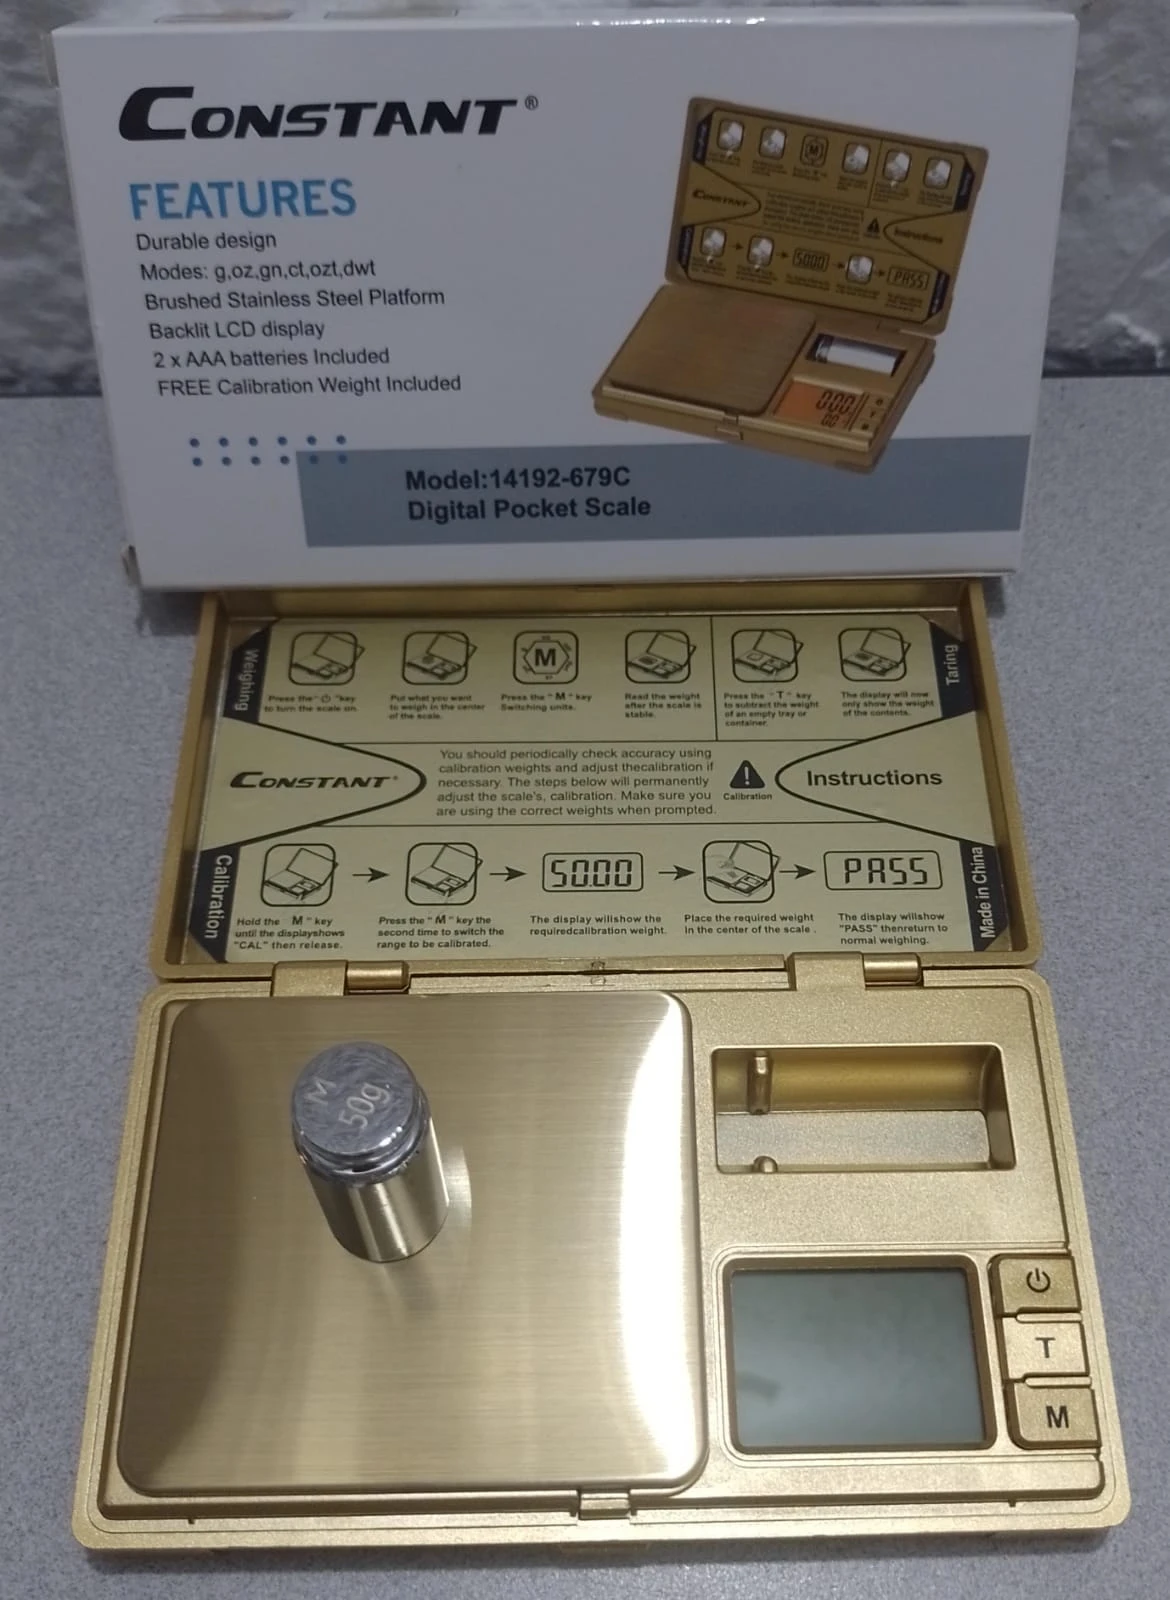 CONSTANT®
FEATURES
Durable design
Modes: g,oz,gn,ct,ozt,dwt
Brushed Stainless Steel Platform
Backlit LCD display
2 x AAA batteries Included
FREE Calibration Weight Included
M
CONSTANT
Instructions
50.00
PASS
0.00
Model:14192-679C
Digital Pocket Scale
Weighing
M
Taring
Press the "⏻" key
to turn the scale on.
Put what you want
to weigh in the center
of the scale.
Press the " M " key
Switching units.
Read the weight
after the scale is
stable.
Press the " T " key
to subtract the weight
of an empty tray or
container.
The display will now
only show the weight
of the contents.
CONSTANT®
You should periodically check accuracy using
calibration weights and adjust thecalibration if
necessary. The steps below will permanently
adjust the scale's, calibration. Make sure you
are using the correct weights when prompted.
Calibration
Instructions
Calibration
50.00
PASS
Made in China
Hold the " M " key
until the displayshows
"CAL" then release.
Press the " M " key the
second time to switch the
range to be calibrated.
The display willshow the
requiredcalibration weight.
Place the required weight
in the center of the scale .
The display willshow
"PASS" thenreturn to
normal weighing.
M
50g
T
M